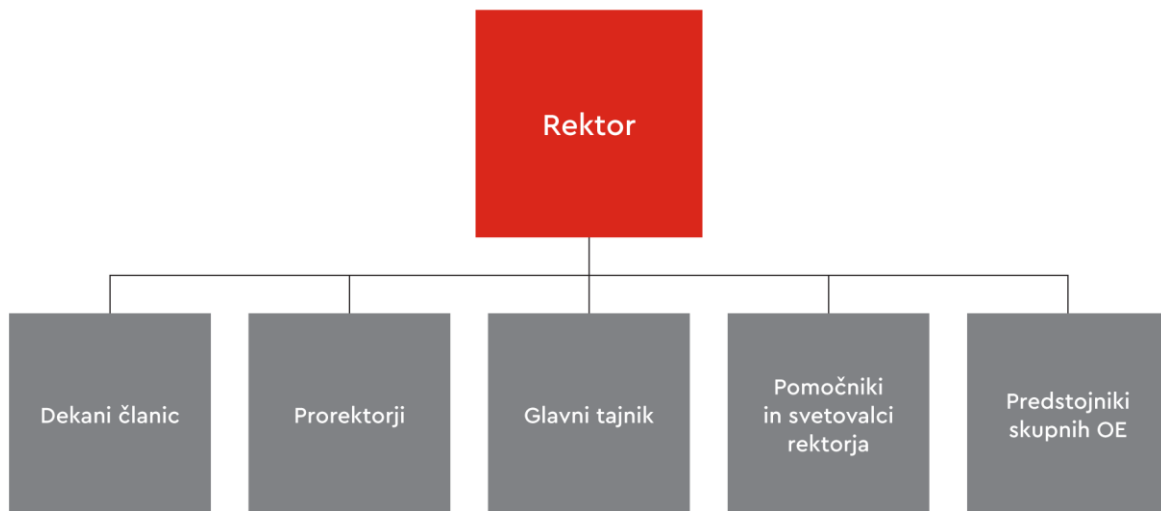 Rektor
Dekani članic
Prorektorji
Glavni tajnik
Pomočniki
in svetovalci
rektorja
Predstojniki
skupnih OE